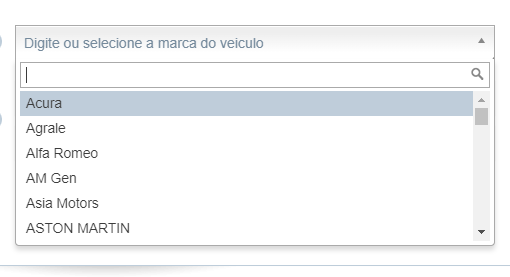 Digite ou selecione a marca do veiculo
Acura
Agrale
Alfa Romeo
AM Gen
Asia Motors
ASTON MARTIN